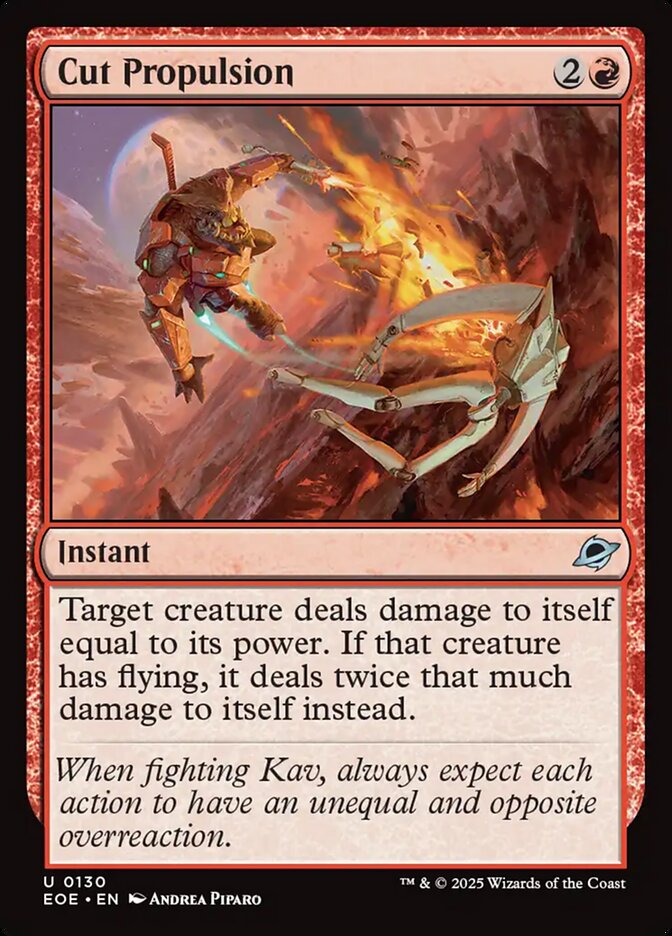 Cut Propulsion 2
Instant
Target creature deals damage to itself
equal to its power. If that creature
has flying, it deals twice that much
damage to itself instead.
When fighting Kav, always expect each
action to have an unequal and opposite
overreaction.
U 0130
EOE • EN Andrea Piparo
™ & © 2025 Wizards of the Coast